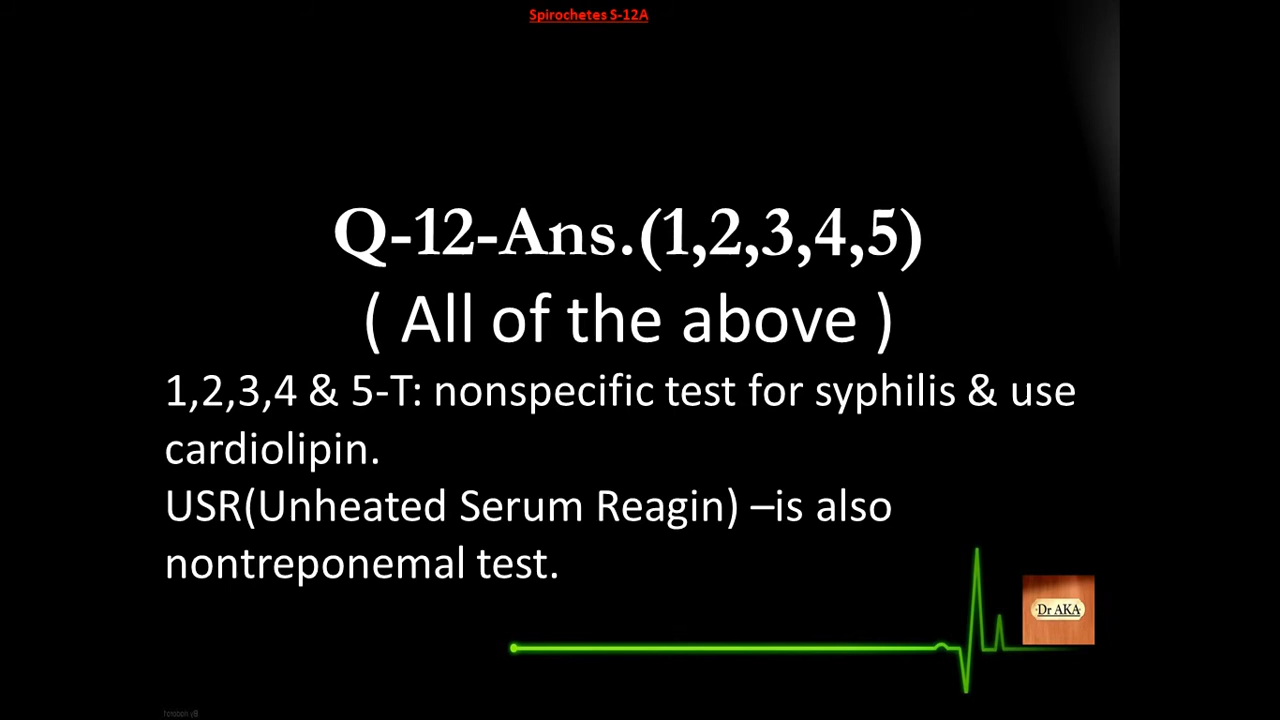 Spirochetes S-12A
Q-12-Ans.(1,2,3,4,5)
( All of the above )
1,2,3,4 & 5-T: nonspecific test for syphilis & use
cardiolipin.
USR(Unheated Serum Reagin) –is also
nontreponemal test.
Dr AKA